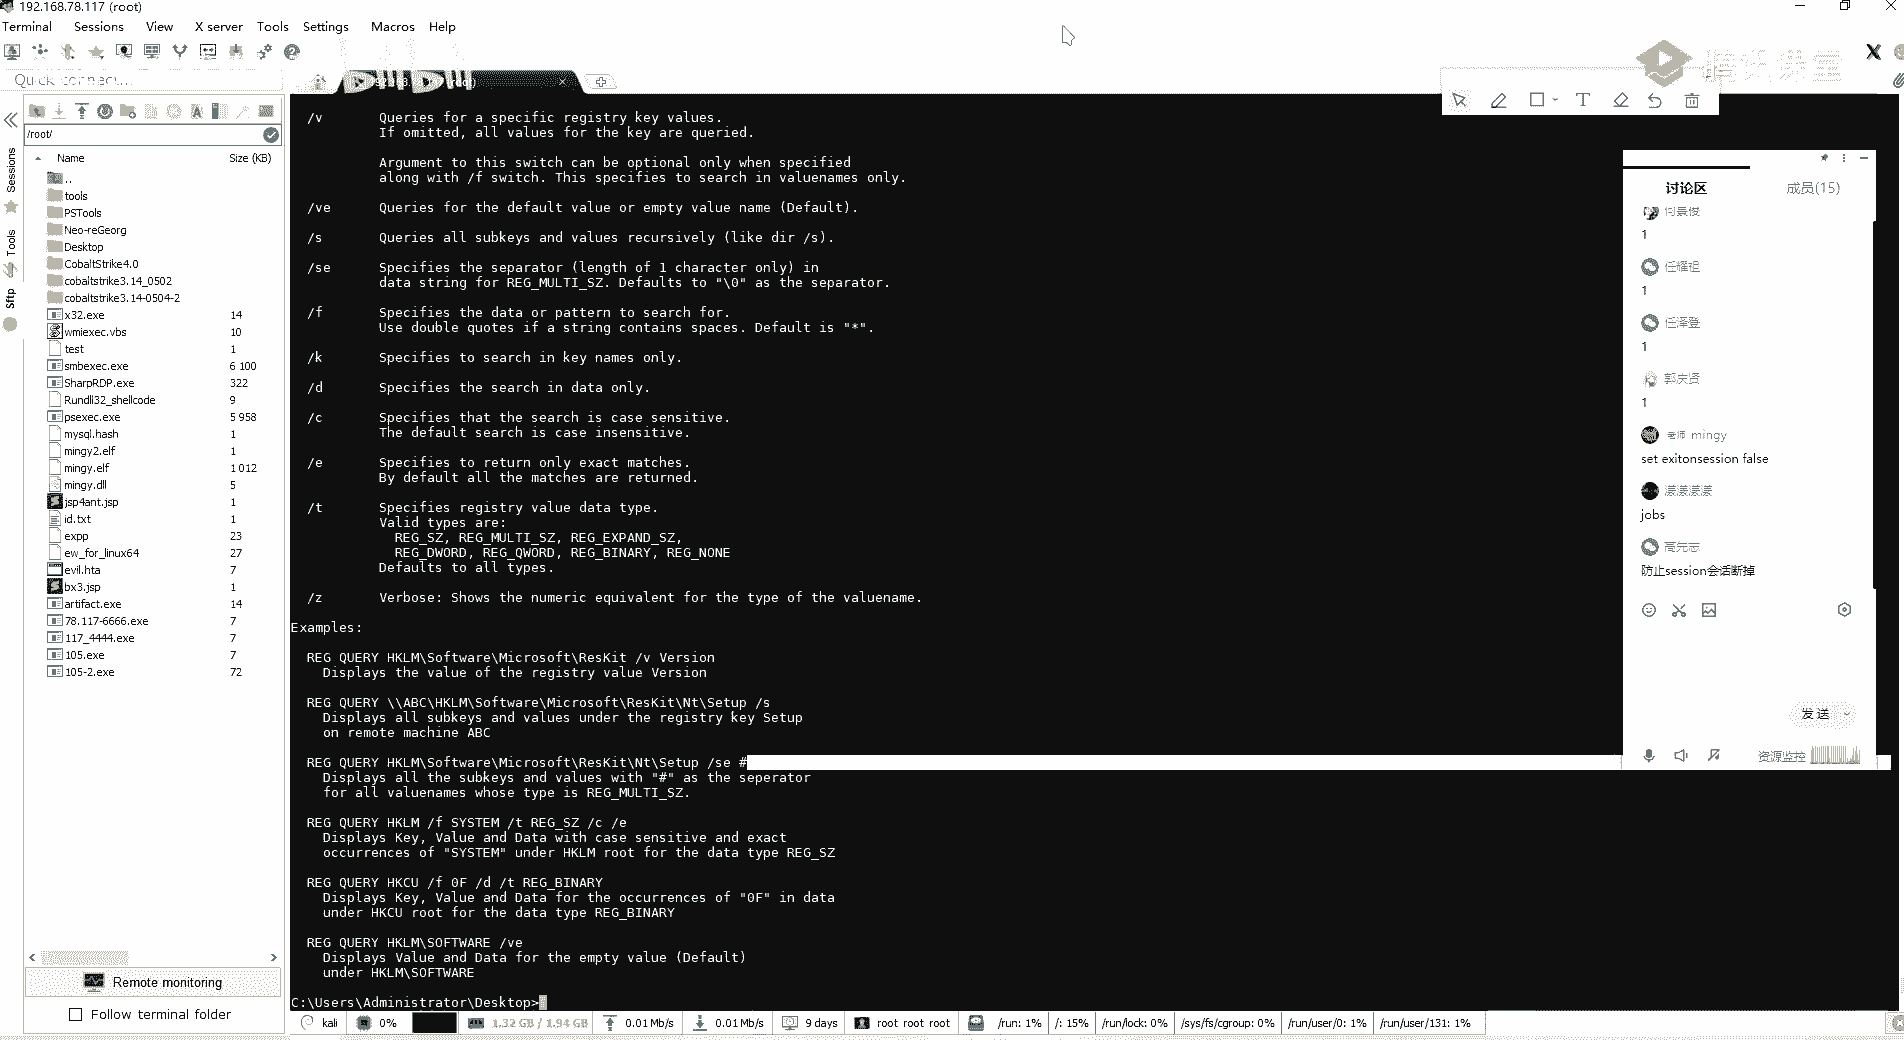 192.168.78.117 (root)
Terminal Sessions View X server Tools Settings Macros Help
Quick connect...
/root/
Name Size (KB)
..
tools
PSTools
Neo-reGeorg
Desktop
CobaltStrike4.0
cobaltstrike3.14_0502
cobaltstrike3.14-0504-2
x32.exe 14
wmiexec.vbs 10
test 1
smbexec.exe 6 100
SharpRDP.exe 322
Rundll32_shellcode 9
psexec.exe 5 958
mysql.hash 1
mingy2.elf 1
mingy.elf 1 012
mingy.dll 5
jsp4ant.jsp 1
id.txt 1
expp 23
ew_for_linux64 27
evil.hta 7
bx3.jsp 1
artifact.exe 14
78.117-6666.exe 7
117_4444.exe 7
105.exe 7
105-2.exe 72
Remote monitoring
Follow terminal folder
Sessions
Tools
Sftp
/v Queries for a specific registry key values.
If omitted, all values for the key are queried.
Argument to this switch can be optional only when specified
along with /f switch. This specifies to search in valuenames only.
/ve Queries for the default value or empty value name (Default).
/s Queries all subkeys and values recursively (like dir /s).
/se Specifies the separator (length of 1 character only) in
data string for REG_MULTI_SZ. Defaults to "\0" as the separator.
/f Specifies the data or pattern to search for.
Use double quotes if a string contains spaces. Default is "*".
/k Specifies to search in key names only.
/d Specifies the search in data only.
/c Specifies that the search is case sensitive.
The default search is case insensitive.
/e Specifies to return only exact matches.
By default all the matches are returned.
/t Specifies registry value data type.
Valid types are:
REG_SZ, REG_MULTI_SZ, REG_EXPAND_SZ,
REG_DWORD, REG_QWORD, REG_BINARY, REG_NONE
Defaults to all types.
/z Verbose: Shows the numeric equivalent for the type of the valuename.
Examples:
REG QUERY HKLM\Software\Microsoft\ResKit /v Version
Displays the value of the registry value Version
REG QUERY \\ABC\HKLM\Software\Microsoft\ResKit\Nt\Setup /s
Displays all subkeys and values under the registry key Setup
on remote machine ABC
REG QUERY HKLM\Software\Microsoft\ResKit\Nt\Setup /se #
Displays all the subkeys and values with "#" as the seperator
for all valuenames whose type is REG_MULTI_SZ.
REG QUERY HKLM /f SYSTEM /t REG_SZ /c /e
Displays Key, Value and Data with case sensitive and exact
occurrences of "SYSTEM" under HKLM root for the data type REG_SZ
REG QUERY HKCU /f 0F /d /t REG_BINARY
Displays Key, Value and Data for the occurrences of "0F" in data
under HKCU root for the data type REG_BINARY
REG QUERY HKLM\SOFTWARE /ve
Displays Value and Data for the empty value (Default)
under HKLM\SOFTWARE
C:\Users\Administrator\Desktop>
腾讯课堂
讨论区 成员(15)
1
任耀祖
1
任泽登
1
郭庆贤
1
老师 mingy
set exitonsession false
漾漾漾漾
jobs
高先志
防止session会话断掉
发送
资源监控
kali 0% 1.32 GB / 1.94 GB 0.01 Mb/s 0.01 Mb/s 9 days root root root /run: 1% /: 15% /run/lock: 0% /sys/fs/cgroup: 0% /run/user/0: 1% /run/user/131: 1%